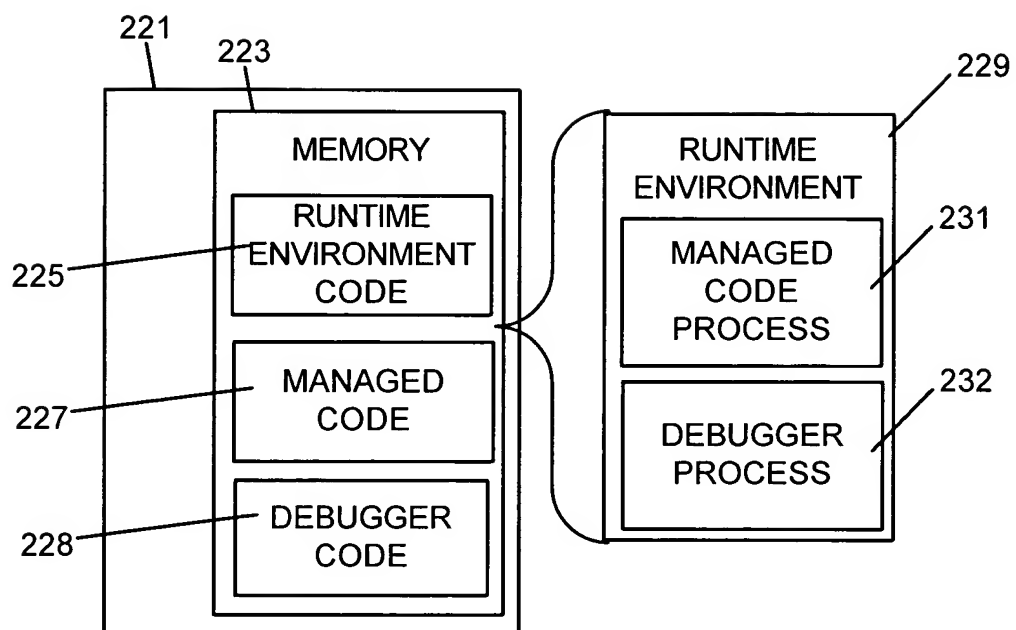 221
223
229
MEMORY
RUNTIME
ENVIRONMENT
RUNTIME
ENVIRONMENT
CODE
225
231
MANAGED
CODE
PROCESS
MANAGED
CODE
227
232
DEBUGGER
PROCESS
DEBUGGER
CODE
228